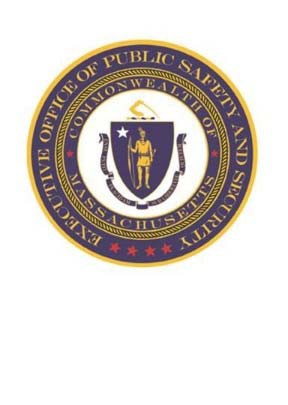 EXECUTIVE OFFICE OF PUBLIC SAFETY AND SECURITY
COMMONWEALTH OF
MASSACHUSETTS